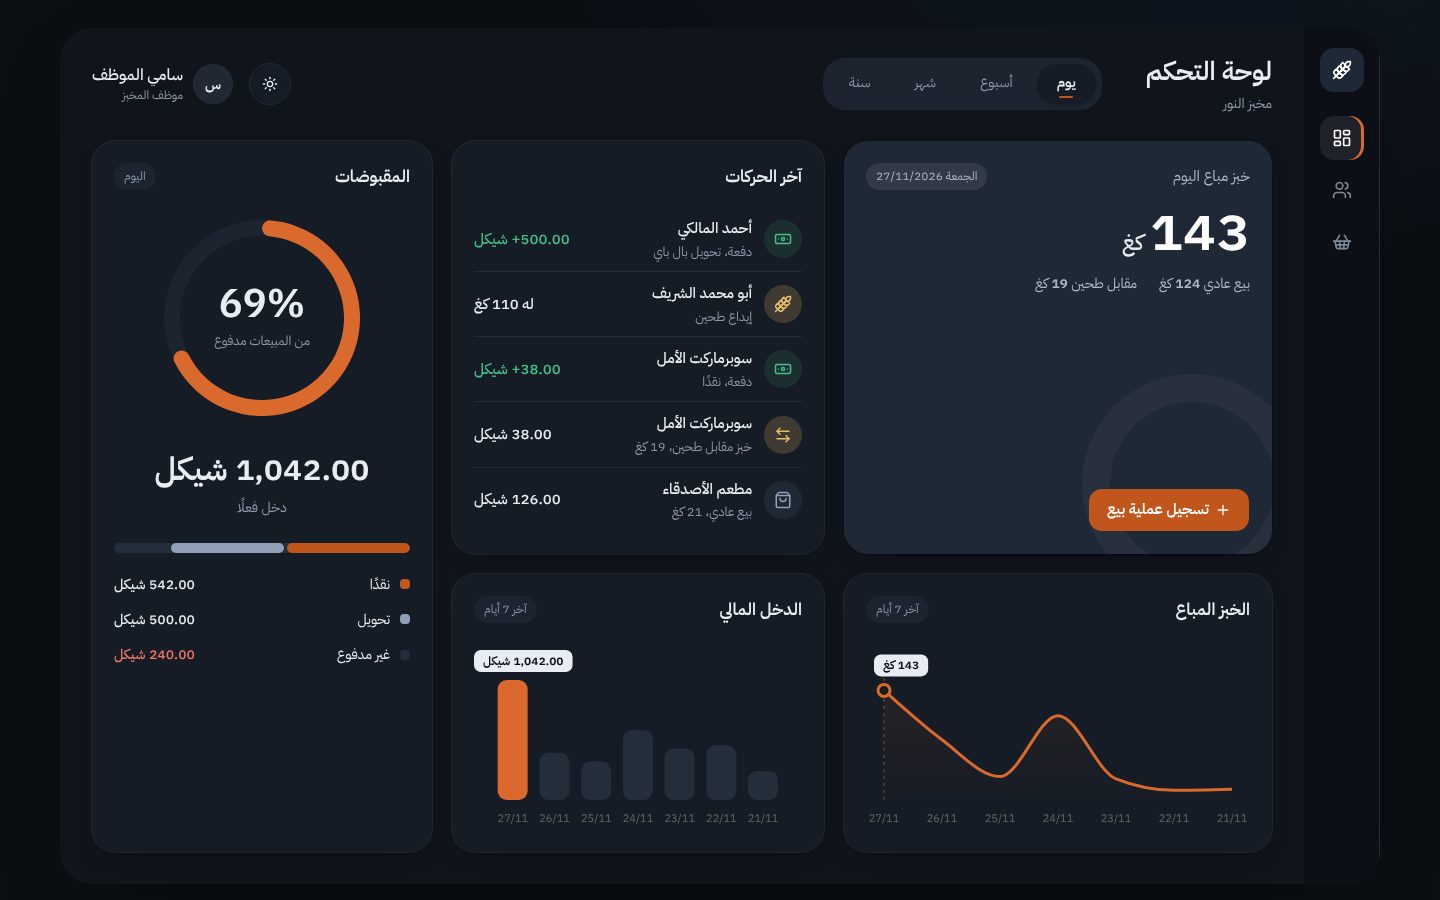 لوحة التحكم
مخبز النور
يوم
أسبوع
شهر
سنة
سامي الموظف
موظف المخبز
س
خبز مباع اليوم
الجمعة 27/11/2026
143 كغ
بيع عادي 124 كغ
مقابل طحين 19 كغ
+ تسجيل عملية بيع
آخر الحركات
أحمد المالكي
دفعة، تحويل بال باي
+500.00 شيكل
أبو محمد الشريف
إيداع طحين
له 110 كغ
سوبرماركت الأمل
دفعة، نقدًا
+38.00 شيكل
سوبرماركت الأمل
خبز مقابل طحين، 19 كغ
38.00 شيكل
مطعم الأصدقاء
بيع عادي، 21 كغ
126.00 شيكل
المقبوضات
اليوم
69%
من المبيعات مدفوع
1,042.00 شيكل
دخل فعلًا
نقدًا
542.00 شيكل
تحويل
500.00 شيكل
غير مدفوع
240.00 شيكل
الخبز المباع
آخر 7 أيام
143 كغ
21/11
22/11
23/11
24/11
25/11
26/11
27/11
الدخل المالي
آخر 7 أيام
1,042.00 شيكل
21/11
22/11
23/11
24/11
25/11
26/11
27/11